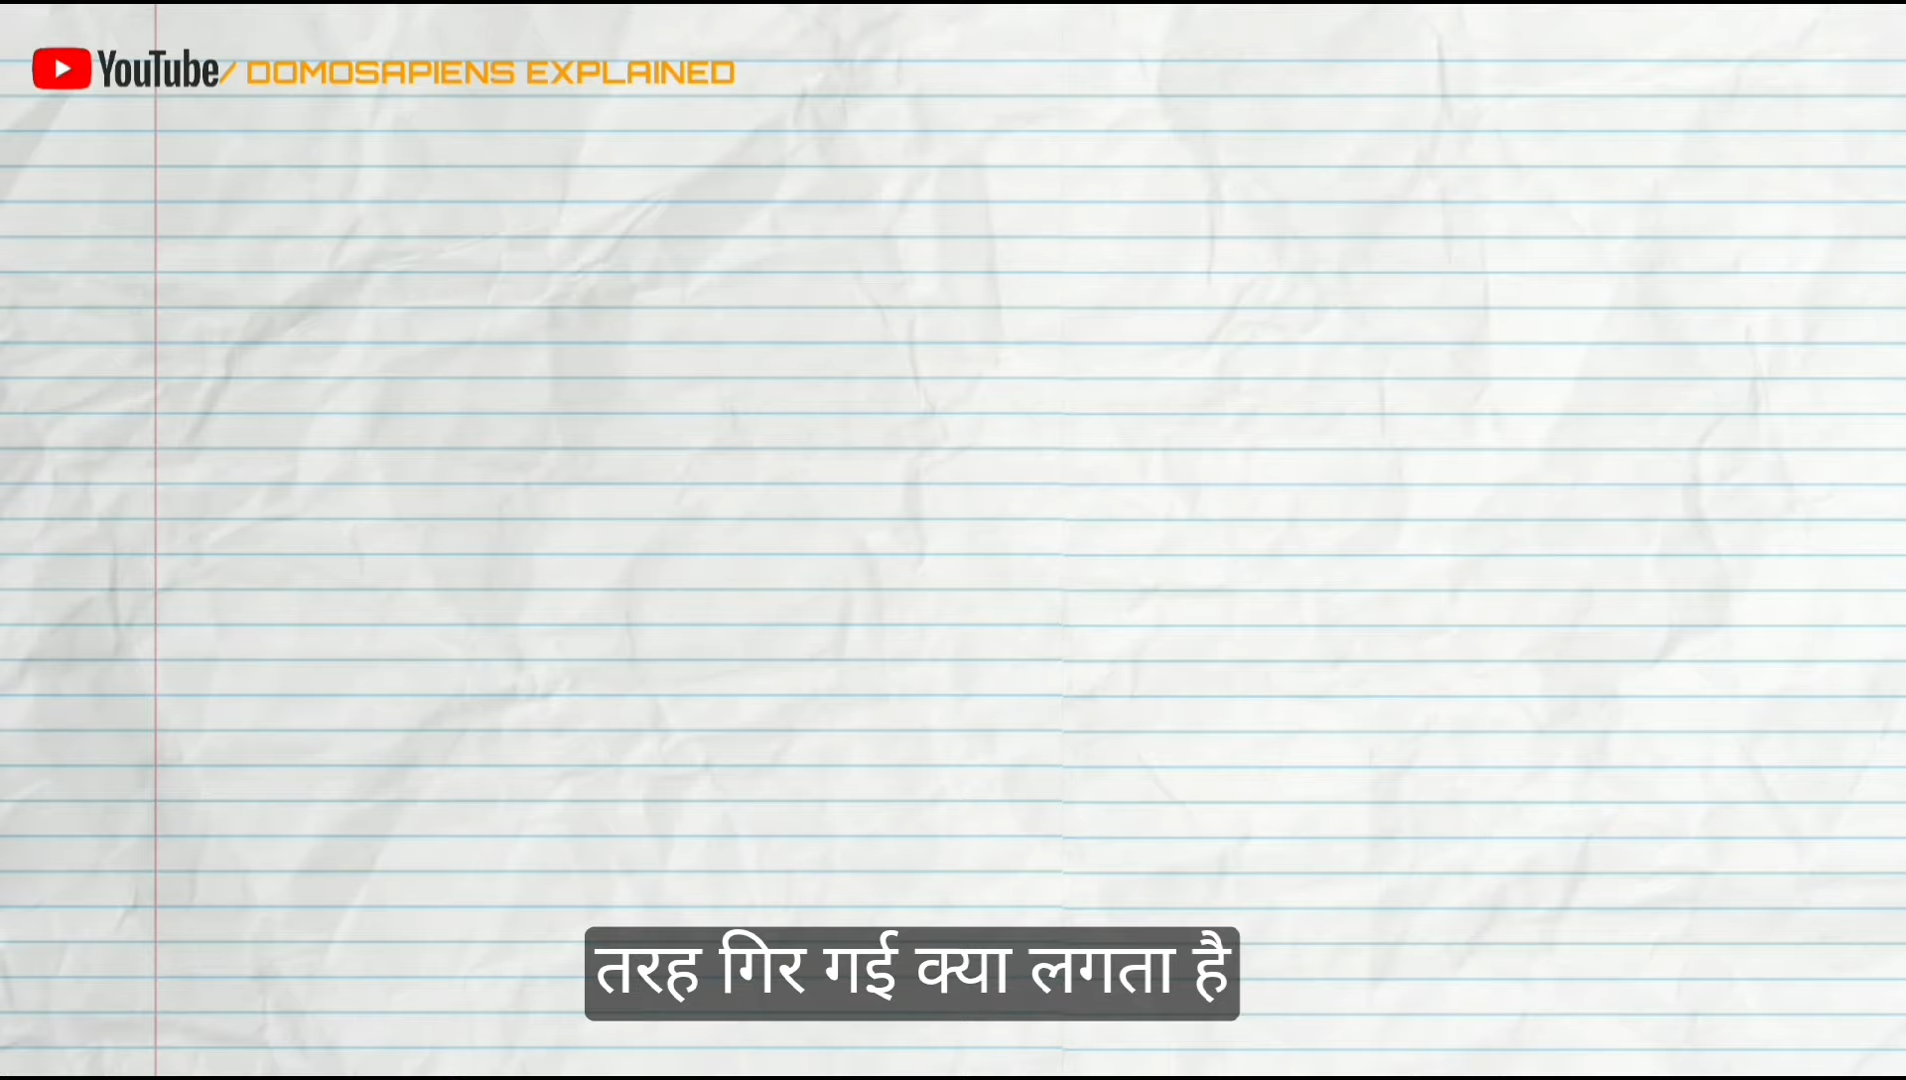 YouTube/ DOMOSAPIENS EXPLAINED
तरह गिर गई क्या लगता है